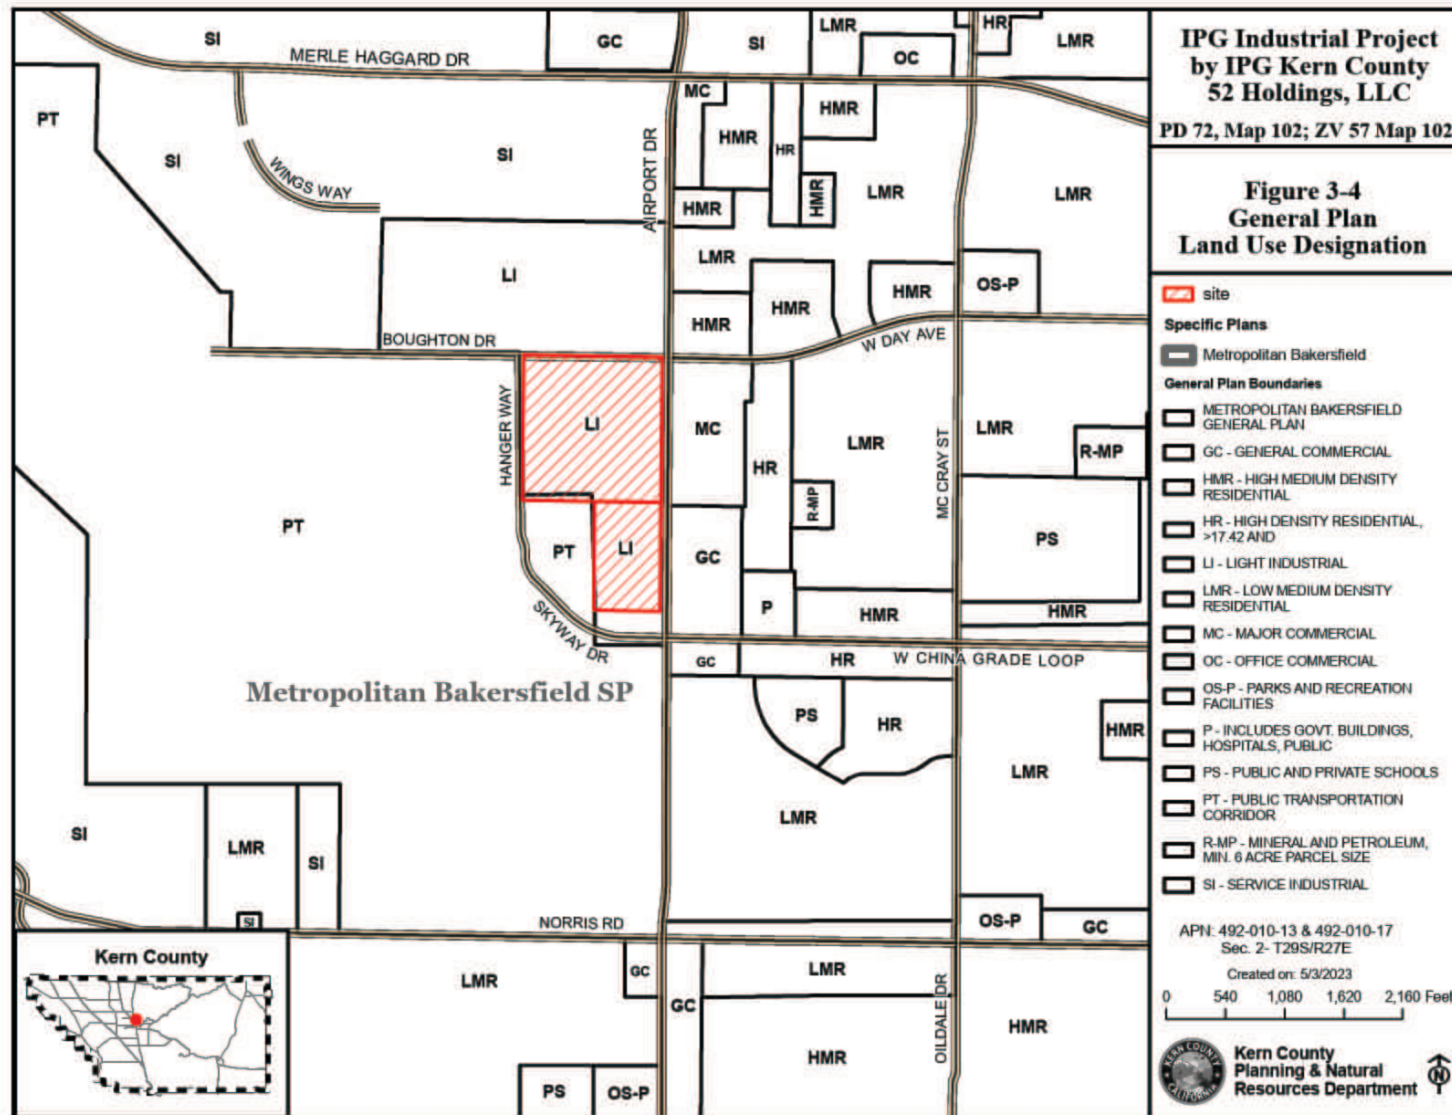 SI
MERLE HAGGARD DR
GC
SI
LMR
HR
LMR
OC
PT
SI
WINGS WAY
SI
AIRPORT DR
MC
HMR
HR
HMR
HMR
LMR
LMR
HMR
LI
LMR
HMR
HMR
HMR
OS-P
BOUGHTON DR
W DAY AVE
HANGER WAY
LI
MC
HR
LMR
MC CRAY ST
LMR
R-MP
R-MP
PT
PT
LI
GC
PS
SKYWAY DR
P
HMR
HMR
GC
HR
W CHINA GRADE LOOP
Metropolitan Bakersfield SP
PS
HR
HMR
LMR
LMR
SI
LMR
SI
SI
NORRIS RD
OS-P
GC
LMR
GC
GC
LMR
OILDALE DR
HMR
HMR
PS
OS-P
Kern County
IPG Industrial Project
by IPG Kern County
52 Holdings, LLC
PD 72, Map 102; ZV 57 Map 102
Figure 3-4
General Plan
Land Use Designation
site
Specific Plans
Metropolitan Bakersfield
General Plan Boundaries
METROPOLITAN BAKERSFIELD
GENERAL PLAN
GC - GENERAL COMMERCIAL
HMR - HIGH MEDIUM DENSITY
RESIDENTIAL
HR - HIGH DENSITY RESIDENTIAL,
>17.42 AND
LI - LIGHT INDUSTRIAL
LMR - LOW MEDIUM DENSITY
RESIDENTIAL
MC - MAJOR COMMERCIAL
OC - OFFICE COMMERCIAL
OS-P - PARKS AND RECREATION
FACILITIES
P - INCLUDES GOVT. BUILDINGS,
HOSPITALS, PUBLIC
PS - PUBLIC AND PRIVATE SCHOOLS
PT - PUBLIC TRANSPORTATION
CORRIDOR
R-MP - MINERAL AND PETROLEUM,
MIN. 6 ACRE PARCEL SIZE
SI - SERVICE INDUSTRIAL
APN: 492-010-13 & 492-010-17
Sec. 2- T29S/R27E
Created on: 5/3/2023
0 540 1,080 1,620 2,160 Feet
KERN COUNTY
CALIFORNIA
Kern County
Planning & Natural
Resources Department
N